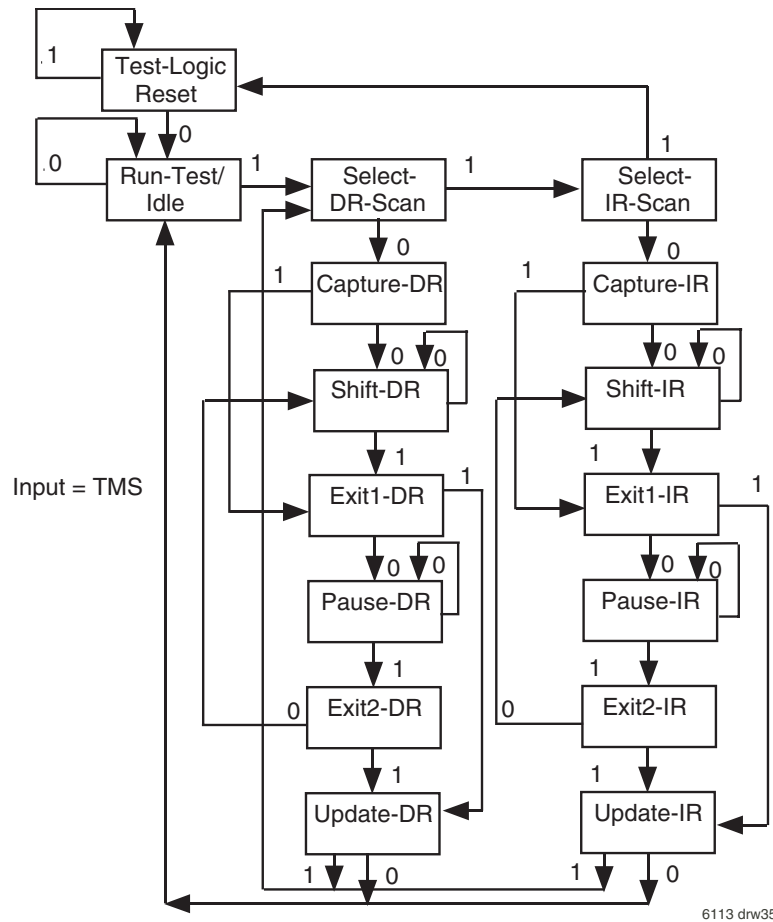 .1
Test-Logic
Reset
0
1
.0
Run-Test/
Idle
1
Select-
DR-Scan
1
Select-
IR-Scan
0
0
1
Capture-DR
1
Capture-IR
0
0
0
0
Shift-DR
Shift-IR
1
1
Input = TMS
Exit1-DR
1
Exit1-IR
1
0
0
0
0
Pause-DR
Pause-IR
1
1
0
Exit2-DR
0
Exit2-IR
1
1
Update-DR
Update-IR
1
0
1
0
6113 drw35